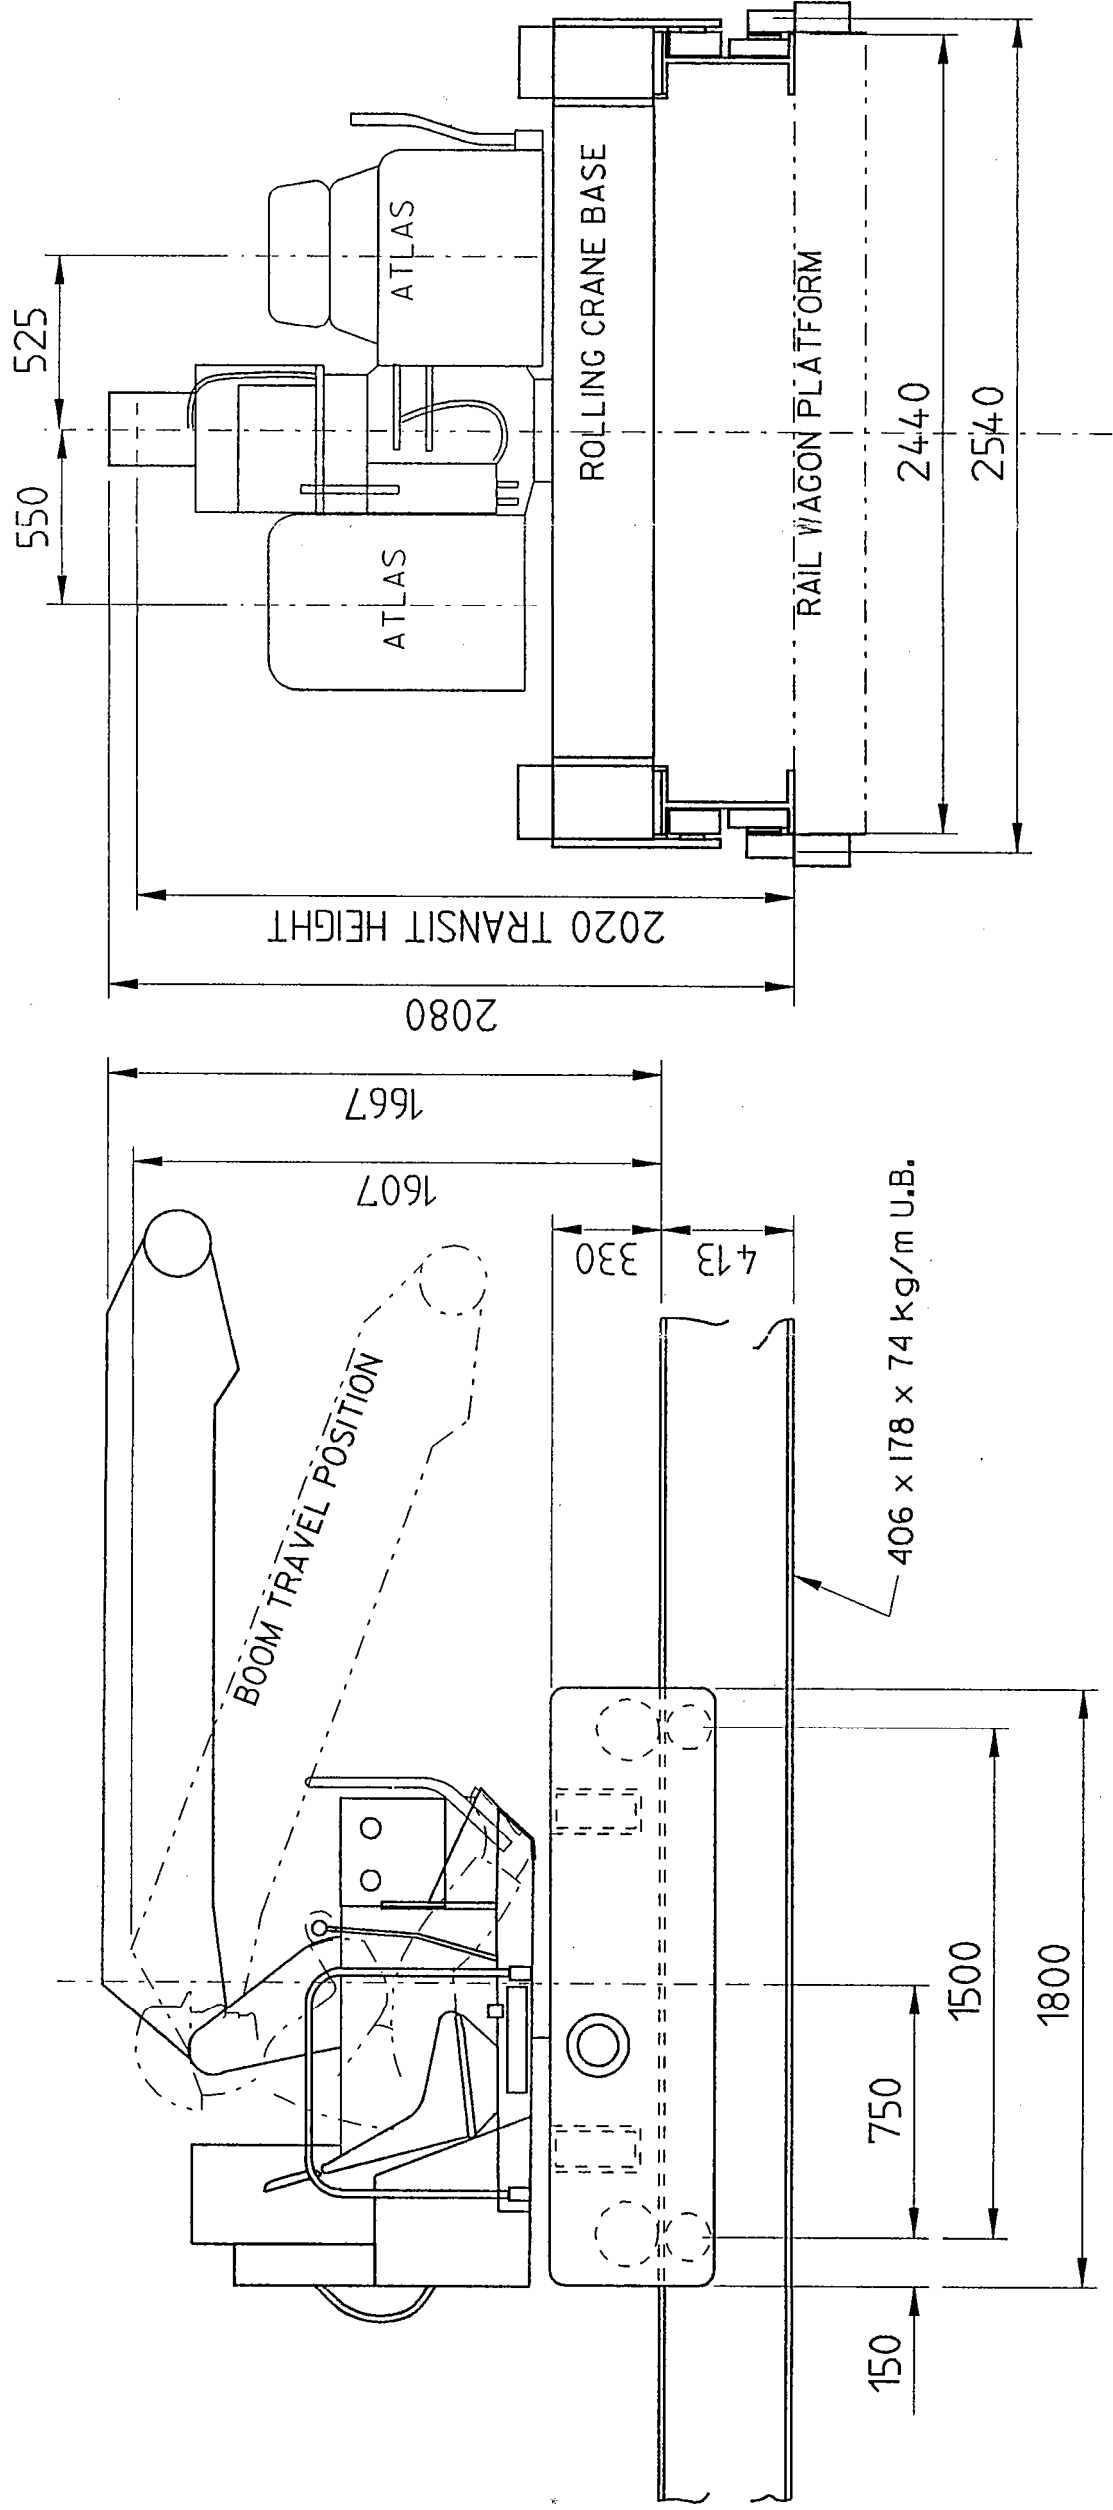 550
525
ATLAS
ATLAS
ROLLING CRANE BASE
RAIL WAGON PLATFORM
2440
2540
2020 TRANSIT HEIGHT
2080
1667
1607
330
413
BOOM TRAVEL POSITION
406 x 178 x 74 kg/m U.B.
150
750
1500
1800